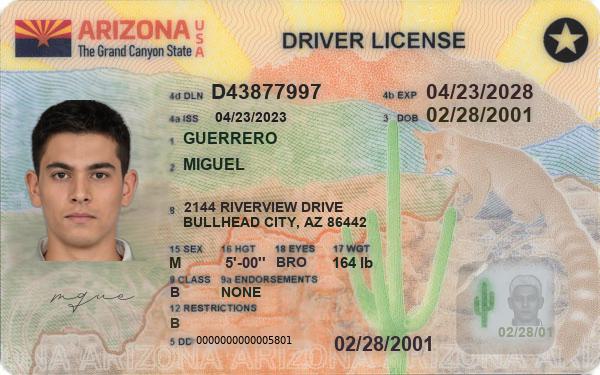 ARIZONA USA
The Grand Canyon State
DRIVER LICENSE
4d DLN D43877997 4b EXP 04/23/2028
4a ISS 04/23/2023 3 DOB 02/28/2001
1 GUERRERO
2 MIGUEL
8 2144 RIVERVIEW DRIVE
BULLHEAD CITY, AZ 86442
15 SEX 16 HGT 18 EYES 17 WGT
M 5'-00" BRO 164 lb
9 CLASS 9a ENDORSEMENTS
B NONE
12 RESTRICTIONS
B
5 DD 0000000000005801
02/28/2001
02/28/01
ARIZONA ARIZONA ARIZONA ARIZONA